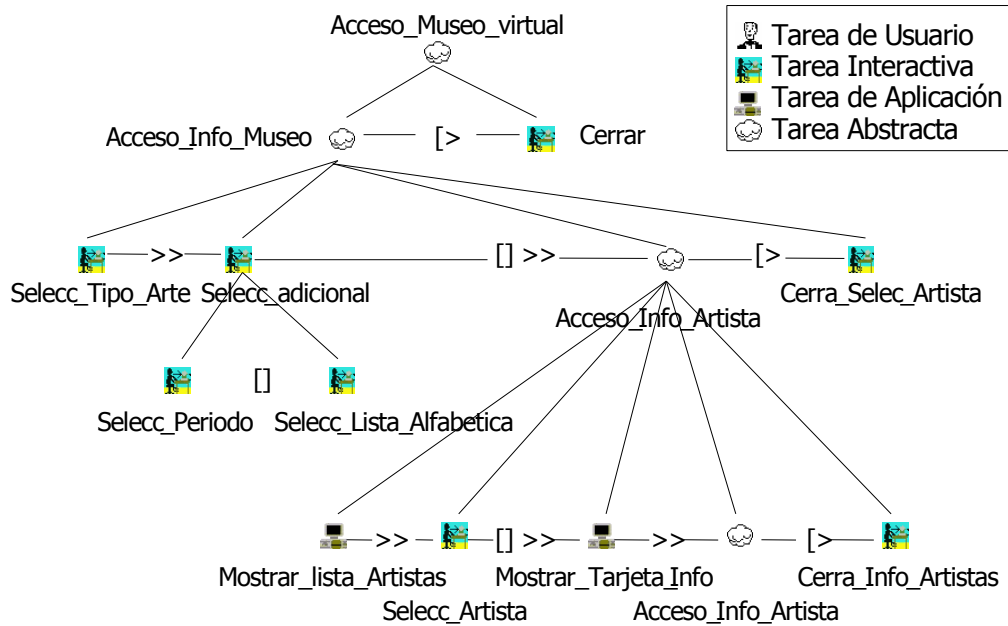 Acceso_Museo_virtual
Tarea de Usuario
Tarea Interactiva
Tarea de Aplicación
Tarea Abstracta
Acceso_Info_Museo
[>
Cerrar
>>
[] >>
[>
Selecc_Tipo_Arte
Selecc_adicional
Acceso_Info_Artista
Cerra_Selec_Artista
[]
Selecc_Periodo
Selecc_Lista_Alfabetica
>>
[] >>
>>
[>
Mostrar_lista_Artistas
Mostrar_Tarjeta_Info
Cerra_Info_Artistas
Selecc_Artista
Acceso_Info_Artista